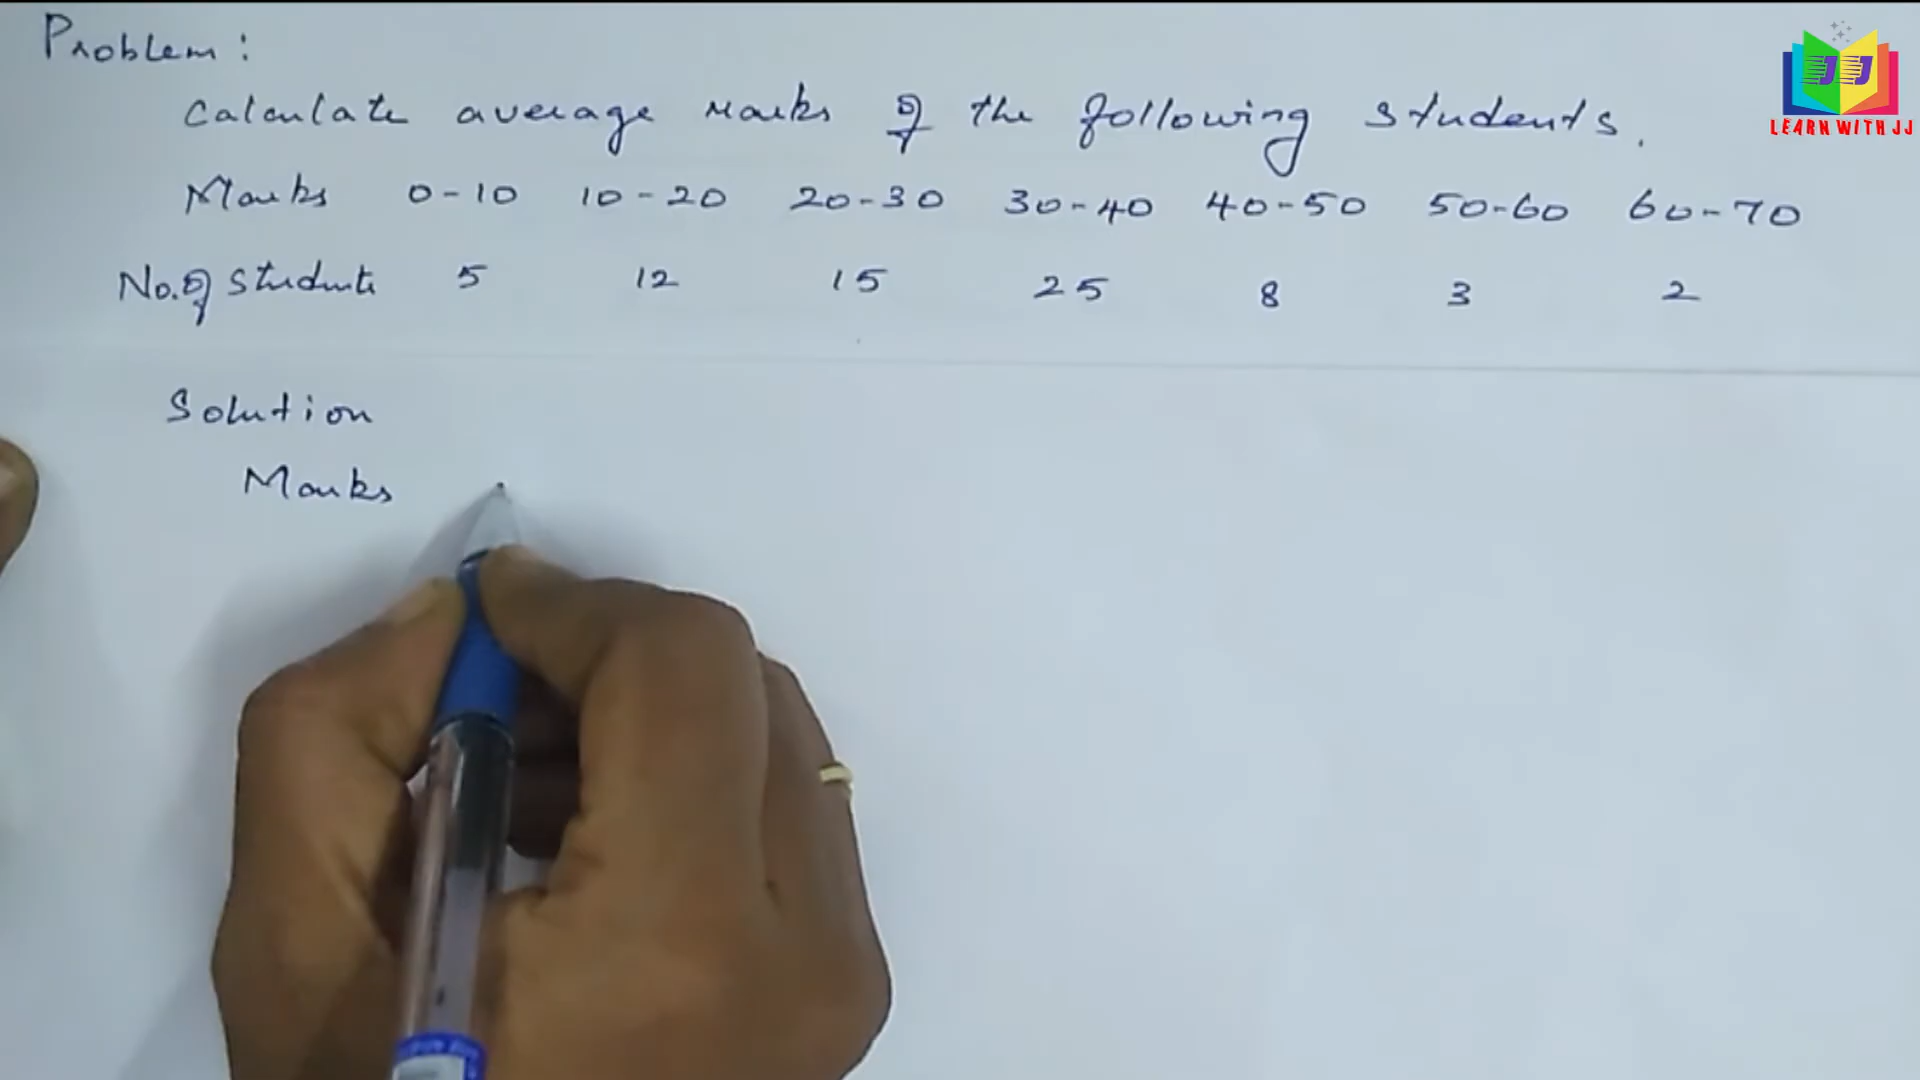 Problem:
LEARN WITH JJ
Calculate average marks of the following students.
Marks 0-10 10-20 20-30 30-40 40-50 50-60 60-70
No. of students 5 12 15 25 8 3 2
Solution
Marks